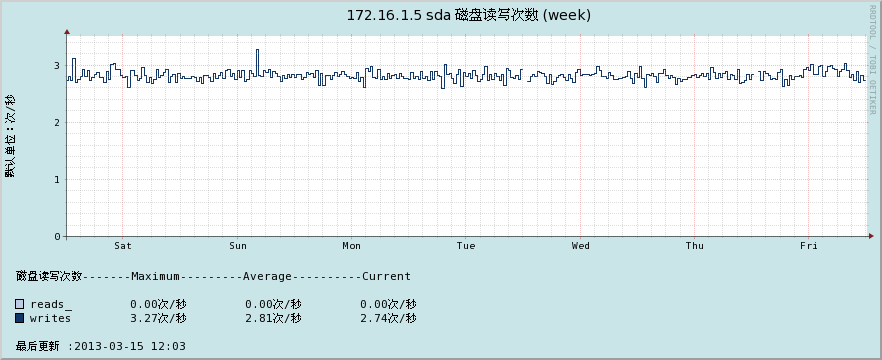 172.16.1.5 sda 磁盘读写次数 (week)
RRDTOOL / TOBI OETIKER
默认单位：次/秒
3
2
1
0
Sat Sun Mon Tue Wed Thu Fri
磁盘读写次数-------Maximum---------Average----------Current
reads_ 0.00次/秒 0.00次/秒 0.00次/秒
writes 3.27次/秒 2.81次/秒 2.74次/秒
最后更新 :2013-03-15 12:03